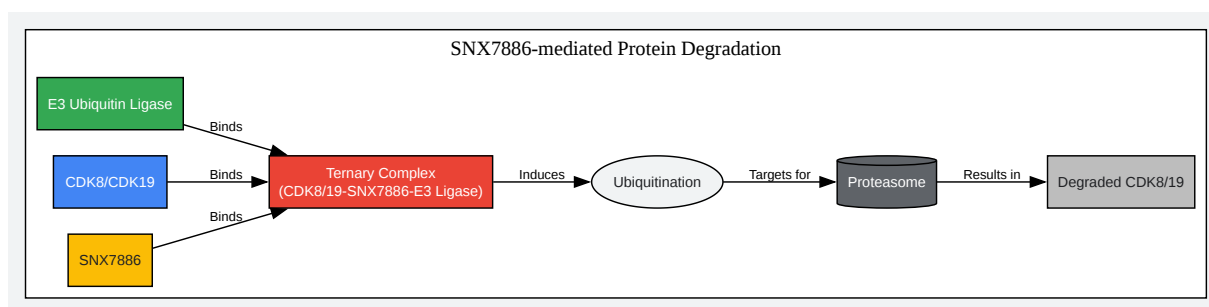 SNX7886-mediated Protein Degradation
E3 Ubiquitin Ligase
Binds
CDK8/CDK19
Binds
SNX7886
Binds
Ternary Complex
(CDK8/19-SNX7886-E3 Ligase)
Induces
Ubiquitination
Targets for
Proteasome
Results in
Degraded CDK8/19